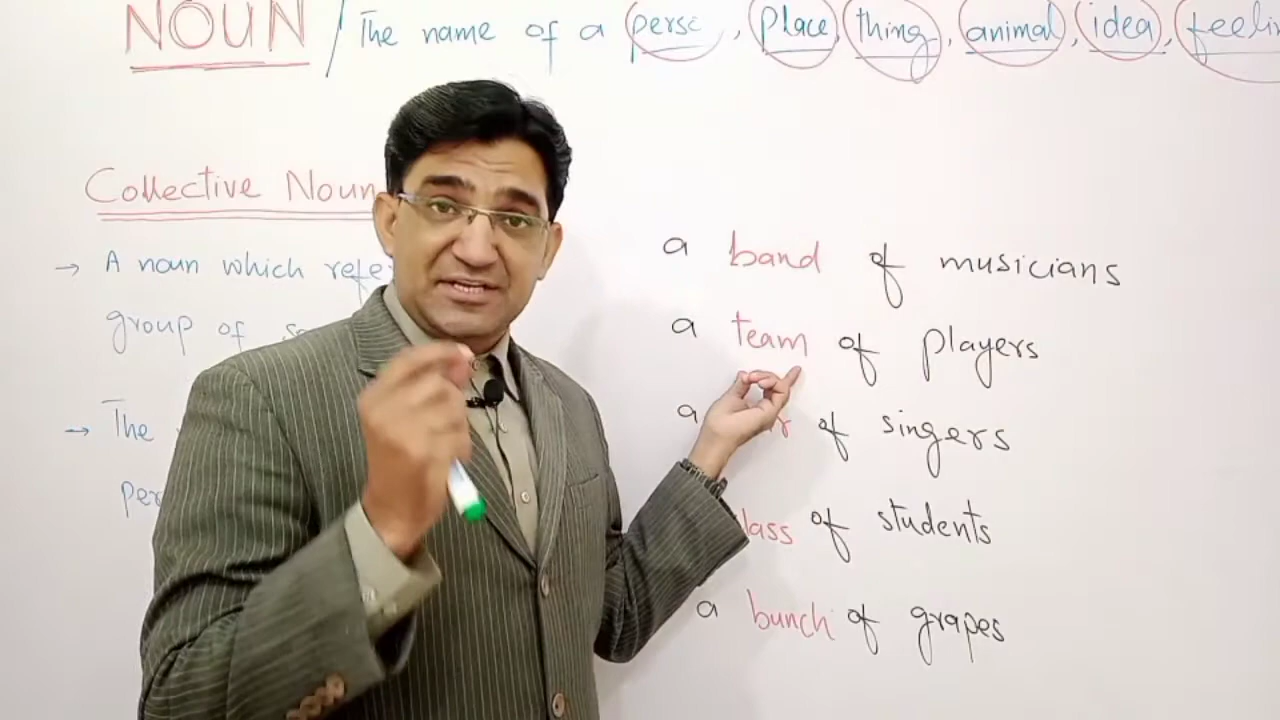 NOUN / The name of a perso, place, thing, animal, idea, feelin
Collective Noun
→ A noun which refe
group of
→ The
per
a band of musicians
a team of players
a of singers
lass of students
a bunch of grapes